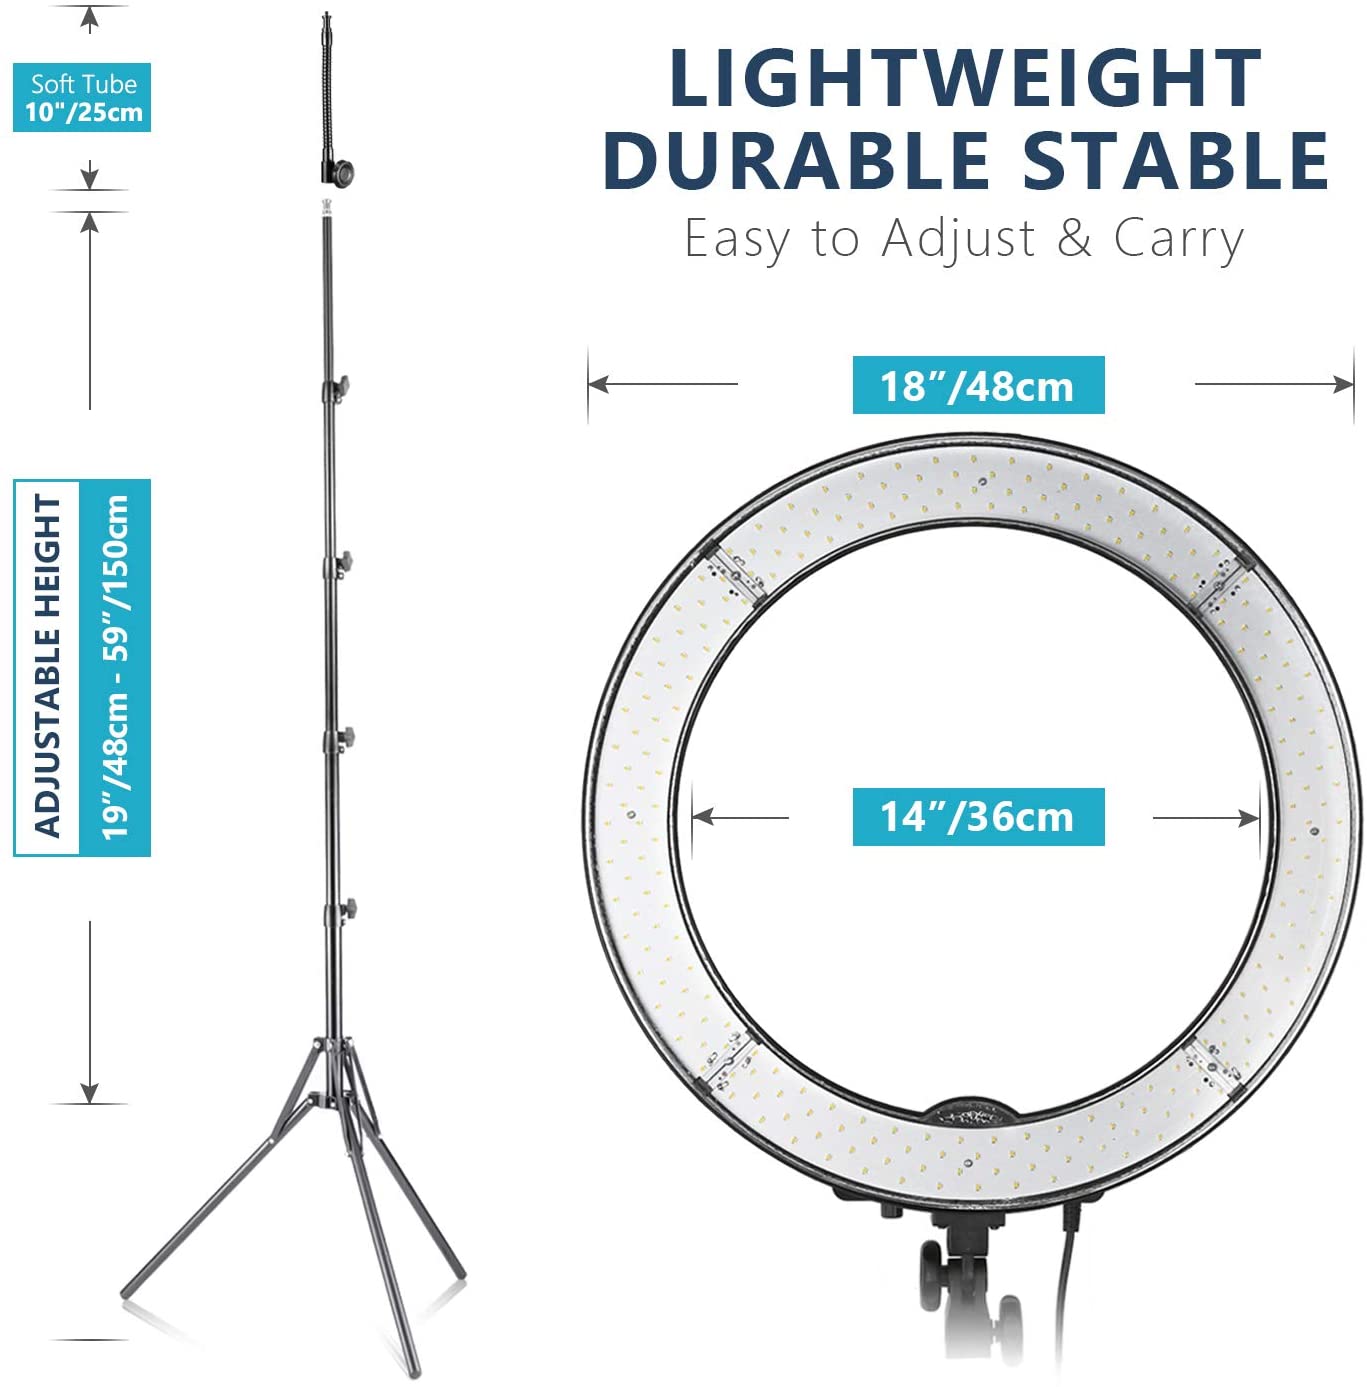 LIGHTWEIGHT
DURABLE STABLE
Easy to Adjust & Carry
Soft Tube
10"/25cm
ADJUSTABLE HEIGHT
19″/48cm - 59″/150cm
18″/48cm
14″/36cm